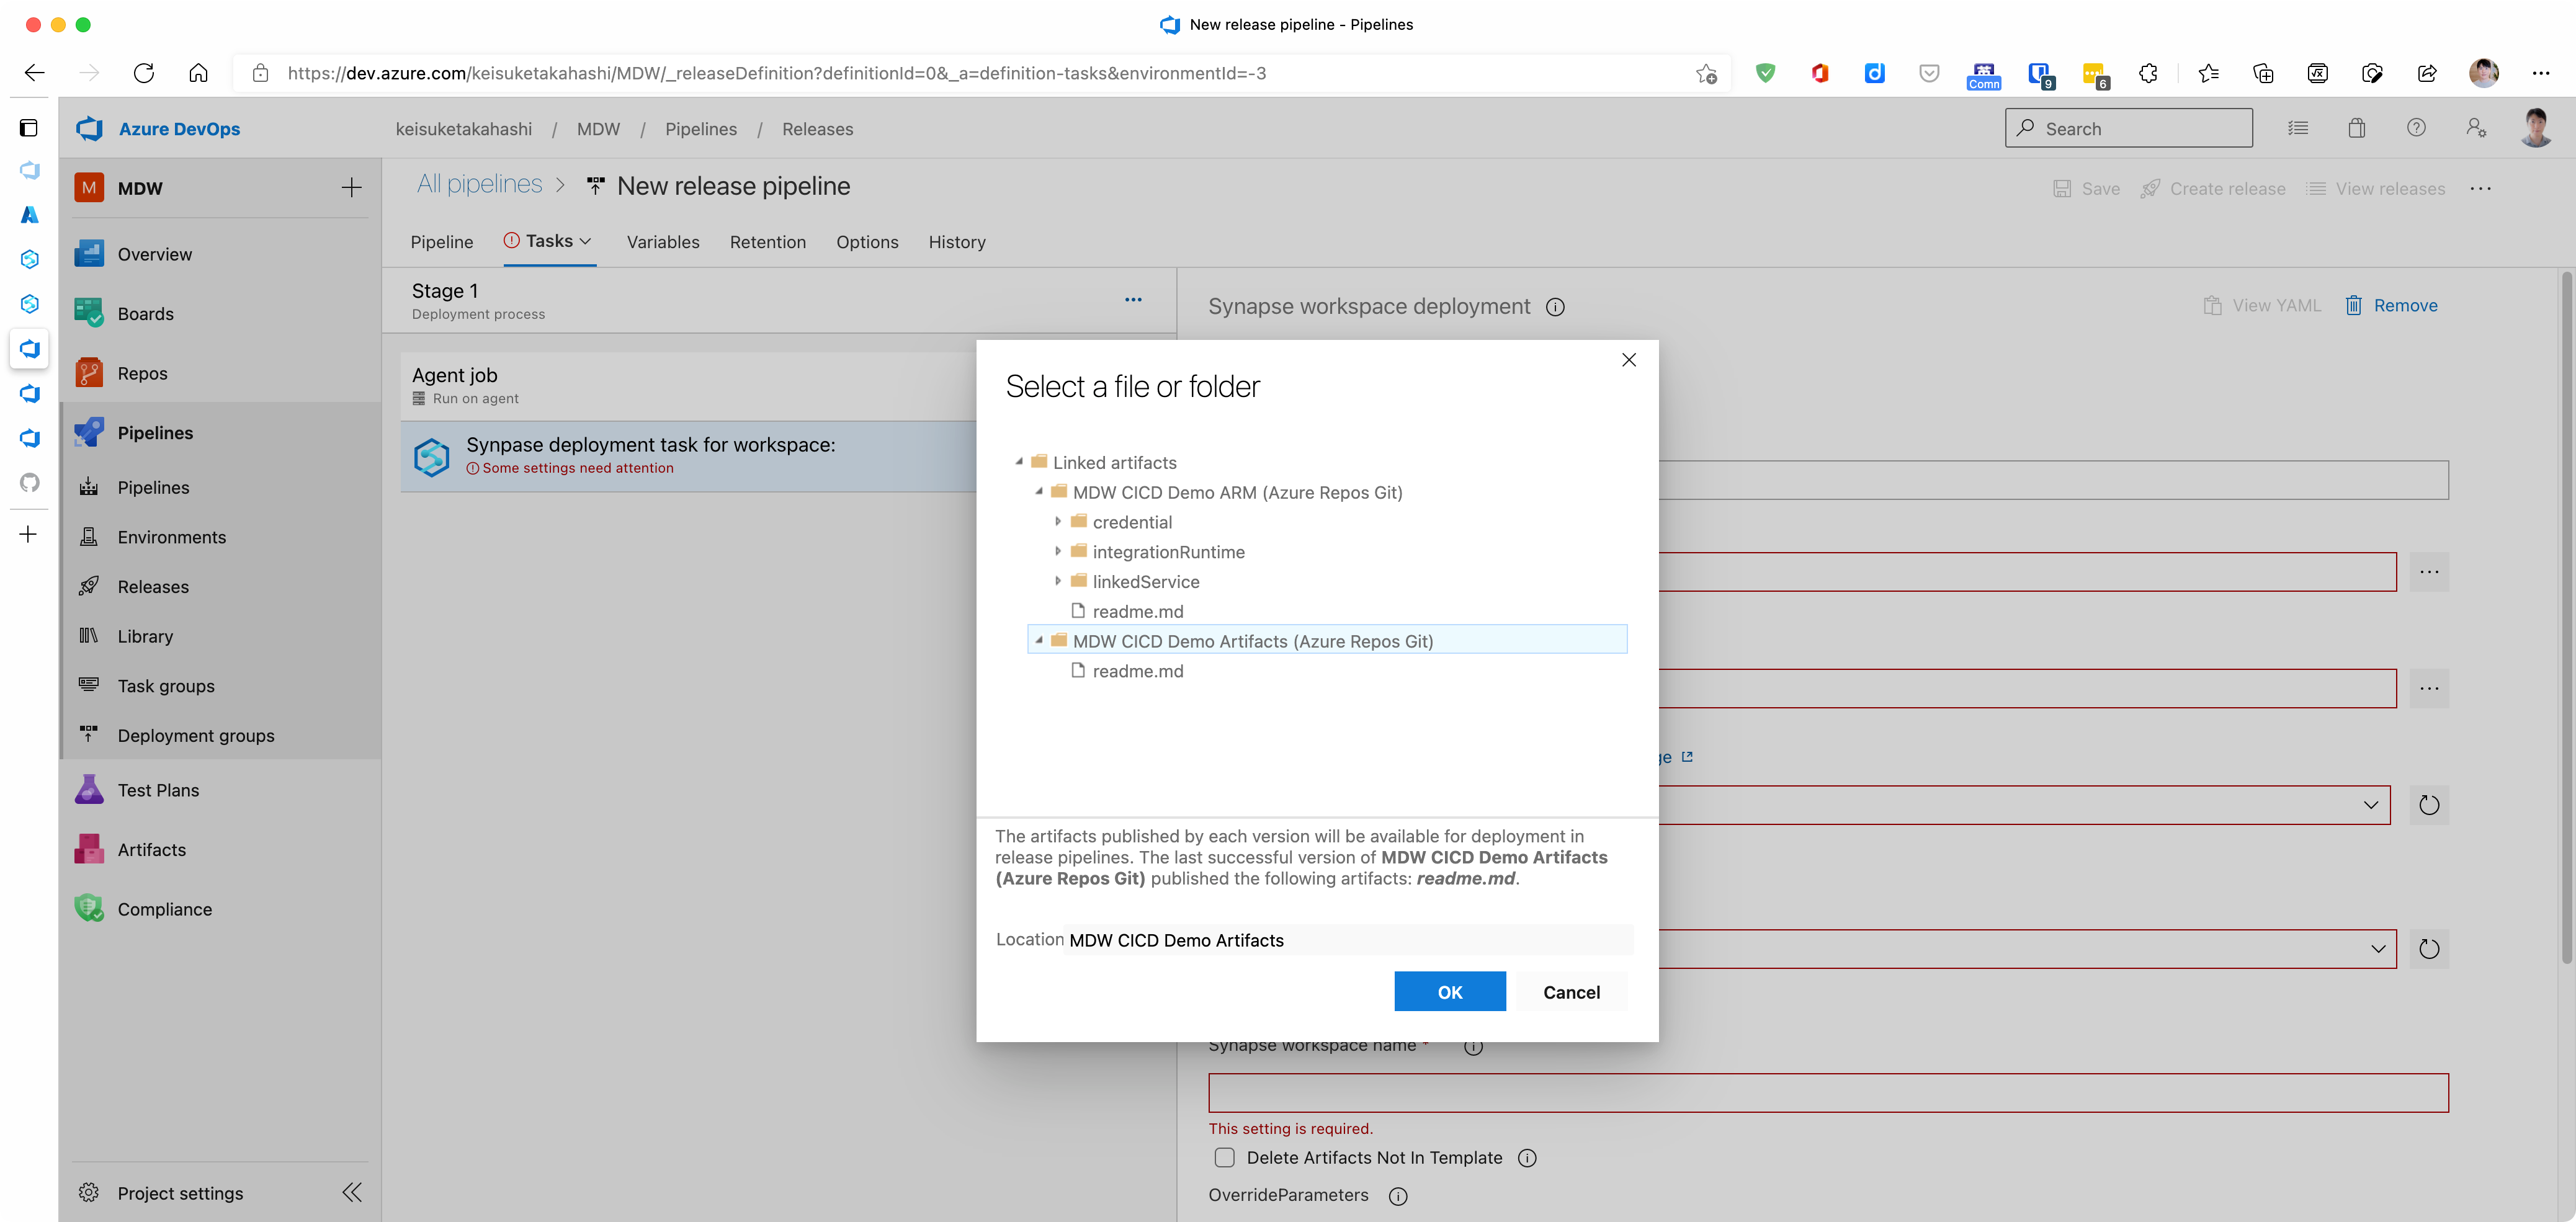 New release pipeline - Pipelines
https://dev.azure.com/keisuketakahashi/MDW/_releaseDefinition?definitionId=0&_a=definition-tasks&environmentId=-3
英
Comn
9
6
Azure DevOps
keisuketakahashi / MDW / Pipelines / Releases
Search
M MDW
All pipelines > New release pipeline
Save Create release View releases
Pipeline Tasks Variables Retention Options History
Overview
Boards
Repos
Pipelines
Pipelines
Environments
Releases
Library
Task groups
Deployment groups
Test Plans
Artifacts
Compliance
Project settings
Stage 1
Deployment process
Agent job
Run on agent
Synpase deployment task for workspace:
Some settings need attention
Synapse workspace deployment
View YAML Remove
Select a file or folder
Linked artifacts
MDW CICD Demo ARM (Azure Repos Git)
credential
integrationRuntime
linkedService
readme.md
MDW CICD Demo Artifacts (Azure Repos Git)
readme.md
The artifacts published by each version will be available for deployment in
release pipelines. The last successful version of MDW CICD Demo Artifacts
(Azure Repos Git) published the following artifacts: readme.md.
Location MDW CICD Demo Artifacts
OK Cancel
Synapse workspace name *
This setting is required.
Delete Artifacts Not In Template
OverrideParameters